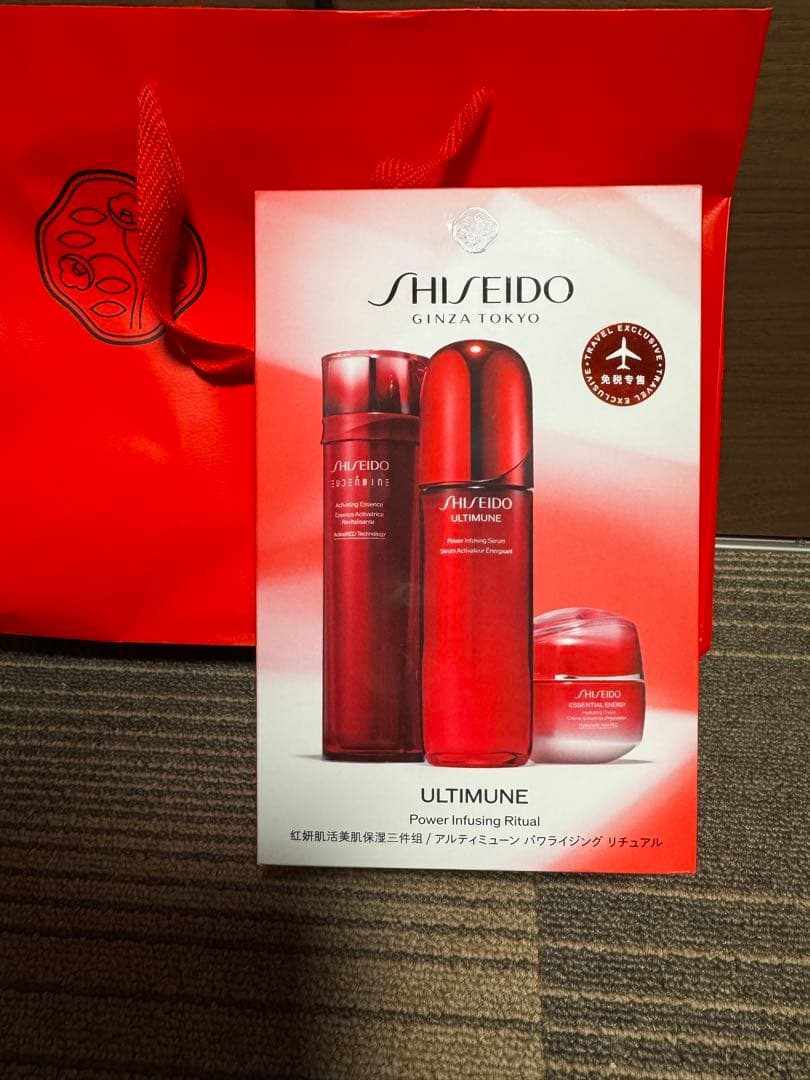 SHISEIDO
GINZA TOKYO
TRAVEL EXCLUSIVE • TRAVEL EXCLUSIVE •
免税专售
SHISEIDO
EUDERMINE
Activating Essence
Essence Activatrice
Revitalisante
ActiveRED Technology
SHISEIDO
ULTIMUNE
Power Infusing Serum
Sérum Activateur Énergisant
SHISEIDO
ESSENTIAL ENERGY
Hydrating Cream
ULTIMUNE
Power Infusing Ritual
红妍肌活美肌保湿三件组 / アルティミューン パワライジング リチュアル